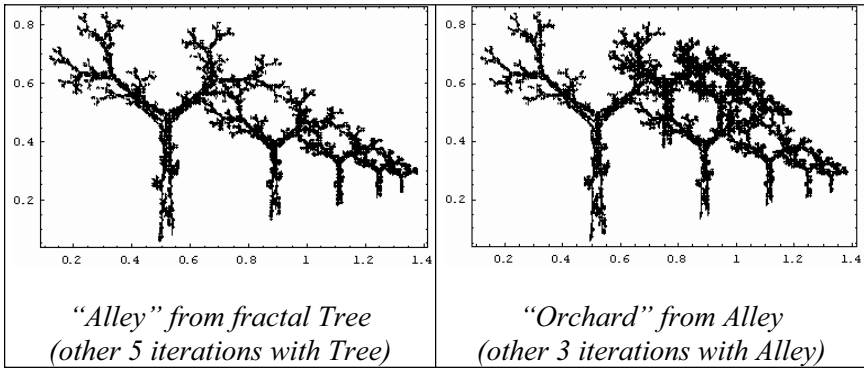 0.8
0.6
0.4
0.2
0.2 0.4 0.6 0.8 1 1.2 1.4
“Alley” from fractal Tree
(other 5 iterations with Tree)
0.8
0.6
0.4
0.2
0.2 0.4 0.6 0.8 1 1.2 1.4
“Orchard” from Alley
(other 3 iterations with Alley)